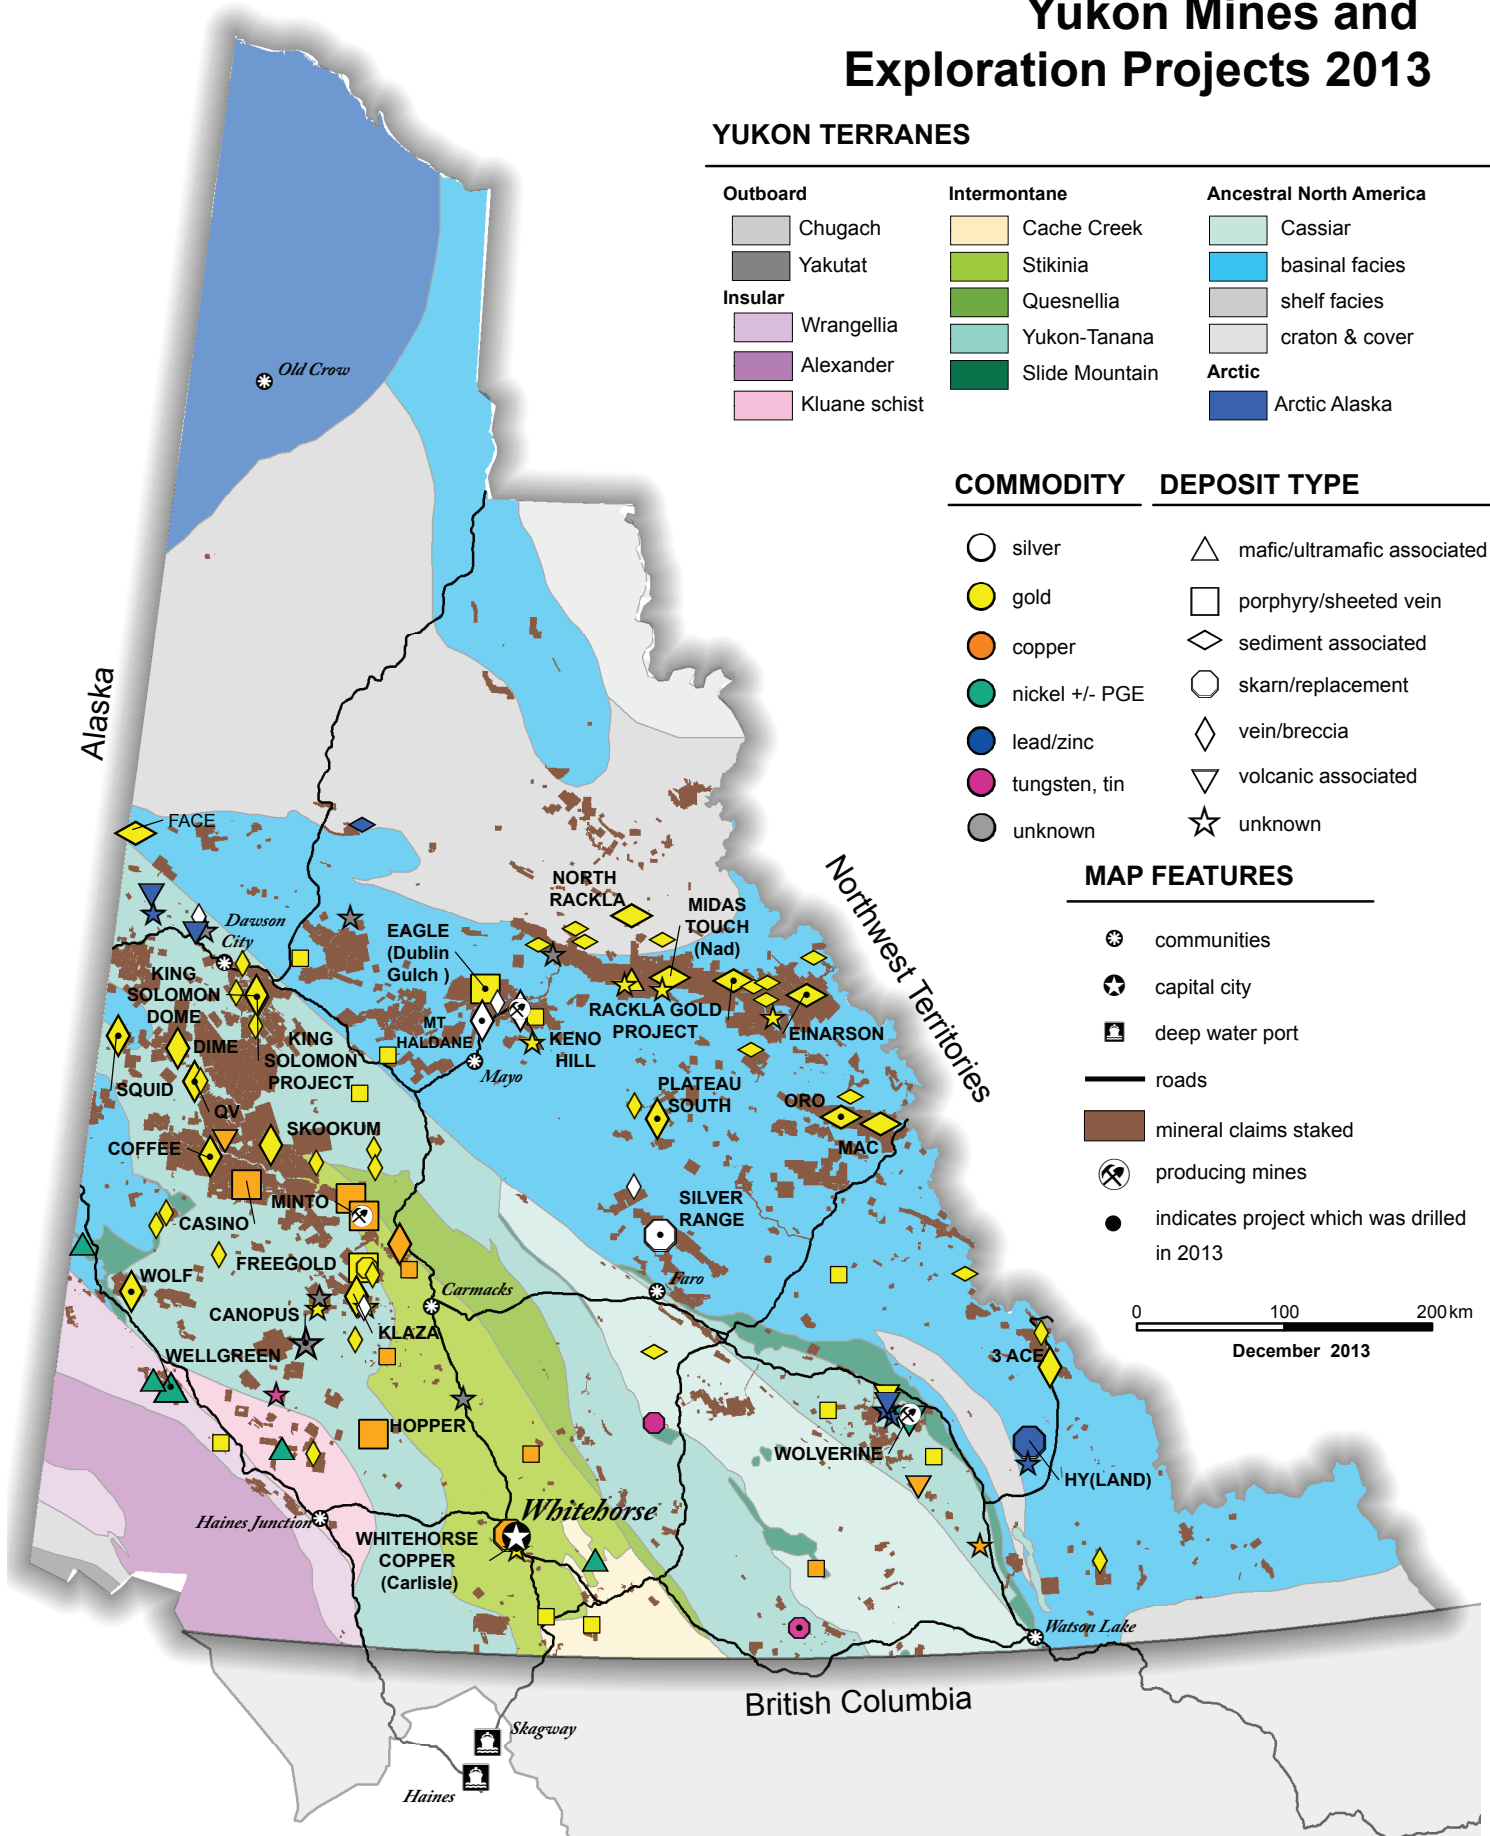 Yukon Mines and
Exploration Projects 2013
YUKON TERRANES
Outboard
Chugach
Yakutat
Insular
Wrangellia
Alexander
Kluane schist
Intermontane
Cache Creek
Stikinia
Quesnellia
Yukon-Tanana
Slide Mountain
Ancestral North America
Cassiar
basinal facies
shelf facies
craton & cover
Arctic
Arctic Alaska
COMMODITY
silver
gold
copper
nickel +/- PGE
lead/zinc
tungsten, tin
unknown
DEPOSIT TYPE
mafic/ultramafic associated
porphyry/sheeted vein
sediment associated
skarn/replacement
vein/breccia
volcanic associated
unknown
MAP FEATURES
communities
capital city
deep water port
roads
mineral claims staked
producing mines
indicates project which was drilled
in 2013
0 100 200 km
December 2013
Old Crow
Alaska
Northwest Territories
British Columbia
FACE
Dawson
City
NORTH
RACKLA
MIDAS
TOUCH
(Nad)
EAGLE
(Dublin
Gulch )
KING
SOLOMON
DOME
MT
HALDANE
KENO
HILL
RACKLA GOLD
PROJECT
EINARSON
DIME
KING
SOLOMON
PROJECT
Mayo
SQUID
QV
PLATEAU
SOUTH
ORO
MAC
COFFEE
SKOOKUM
MINTO
CASINO
SILVER
RANGE
FREEGOLD
WOLF
Faro
Carmacks
CANOPUS
KLAZA
WELLGREEN
3 ACE
HOPPER
WOLVERINE
HY(LAND)
Haines Junction
Whitehorse
WHITEHORSE
COPPER
(Carlisle)
Watson Lake
Skagway
Haines